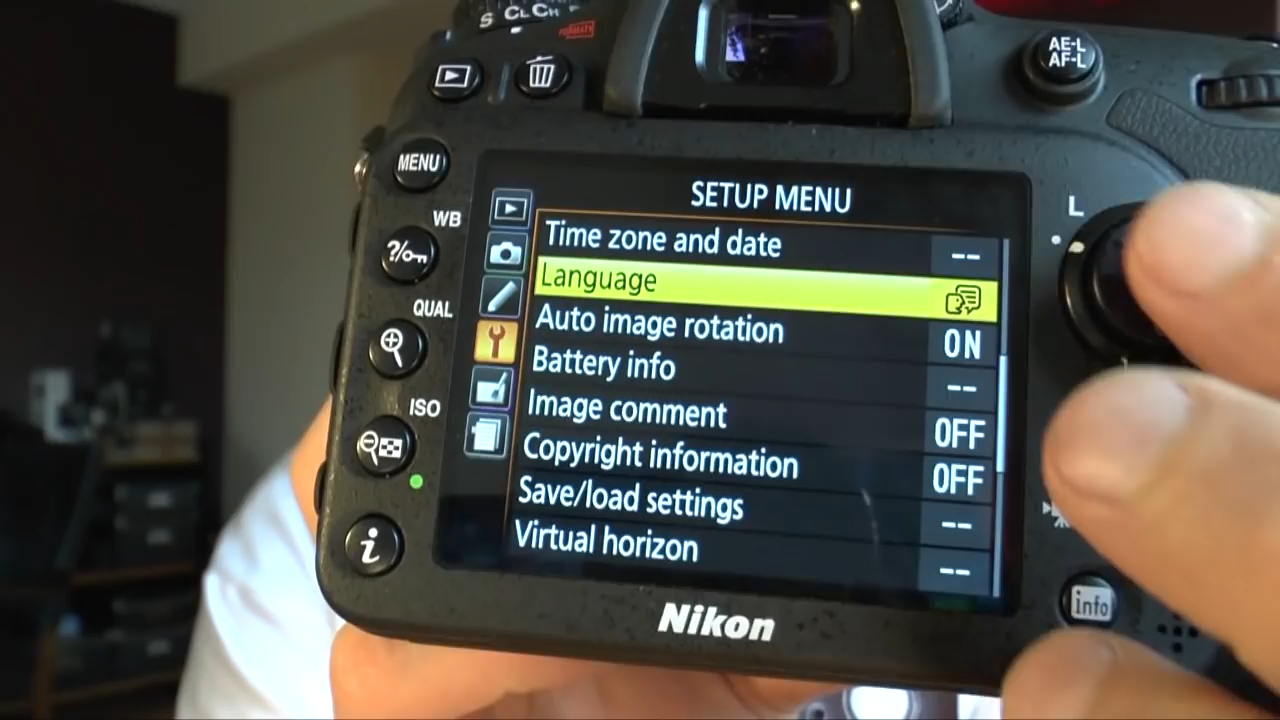 S CL CH
FORMAT
AE-L
AF-L
MENU
WB
?
QUAL
ISO
i
SETUP MENU
Time zone and date --
Language
Auto image rotation ON
Battery info --
Image comment OFF
Copyright information OFF
Save/load settings --
Virtual horizon --
L
info
Nikon